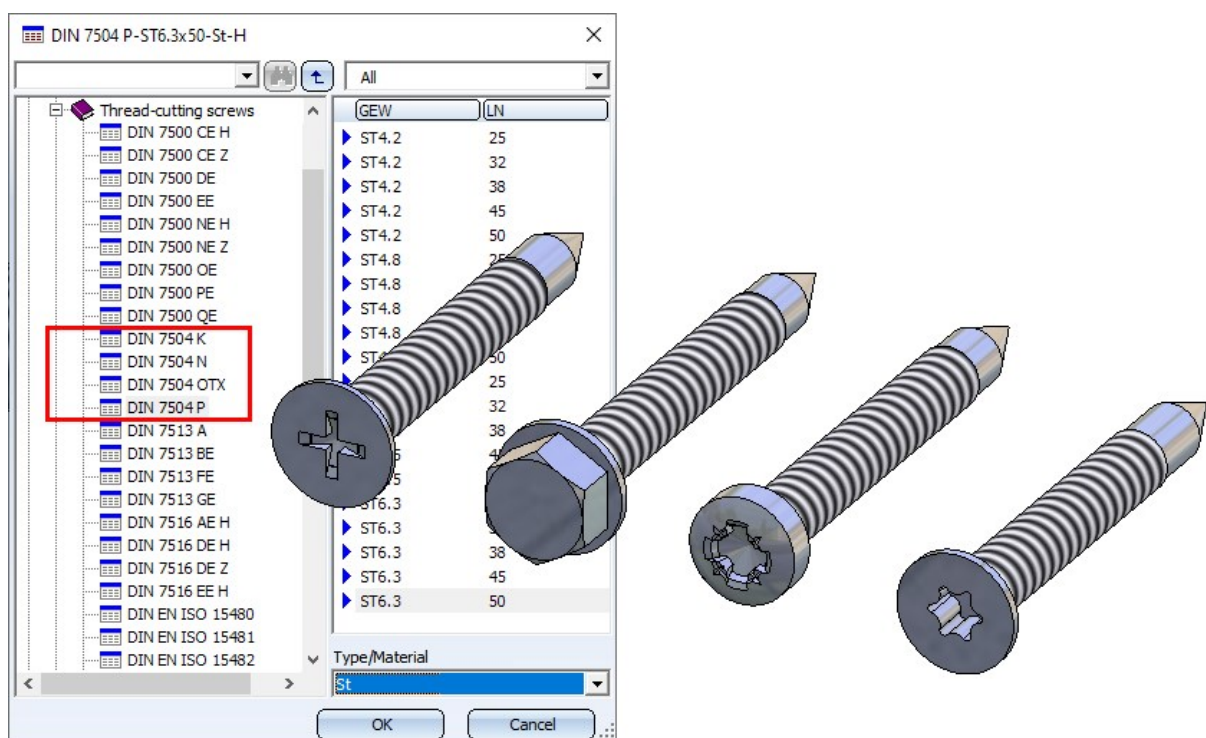 DIN 7504 P-ST6.3x50-St-H
All
Thread-cutting screws
DIN 7500 CE H
DIN 7500 CE Z
DIN 7500 DE
DIN 7500 EE
DIN 7500 NE H
DIN 7500 NE Z
DIN 7500 OE
DIN 7500 PE
DIN 7500 QE
DIN 7504 K
DIN 7504 N
DIN 7504 OTX
DIN 7504 P
DIN 7513 A
DIN 7513 BE
DIN 7513 FE
DIN 7513 GE
DIN 7516 AE H
DIN 7516 DE H
DIN 7516 DE Z
DIN 7516 EE H
DIN EN ISO 15480
DIN EN ISO 15481
DIN EN ISO 15482
GEW LN
ST4.2 25
ST4.2 32
ST4.2 38
ST4.2 45
ST4.2 50
ST4.8
ST4.8
ST4.8
ST4.8
50
25
32
38
ST6.3
ST6.3
ST6.3 38
ST6.3 45
ST6.3 50
Type/Material
St
OK Cancel